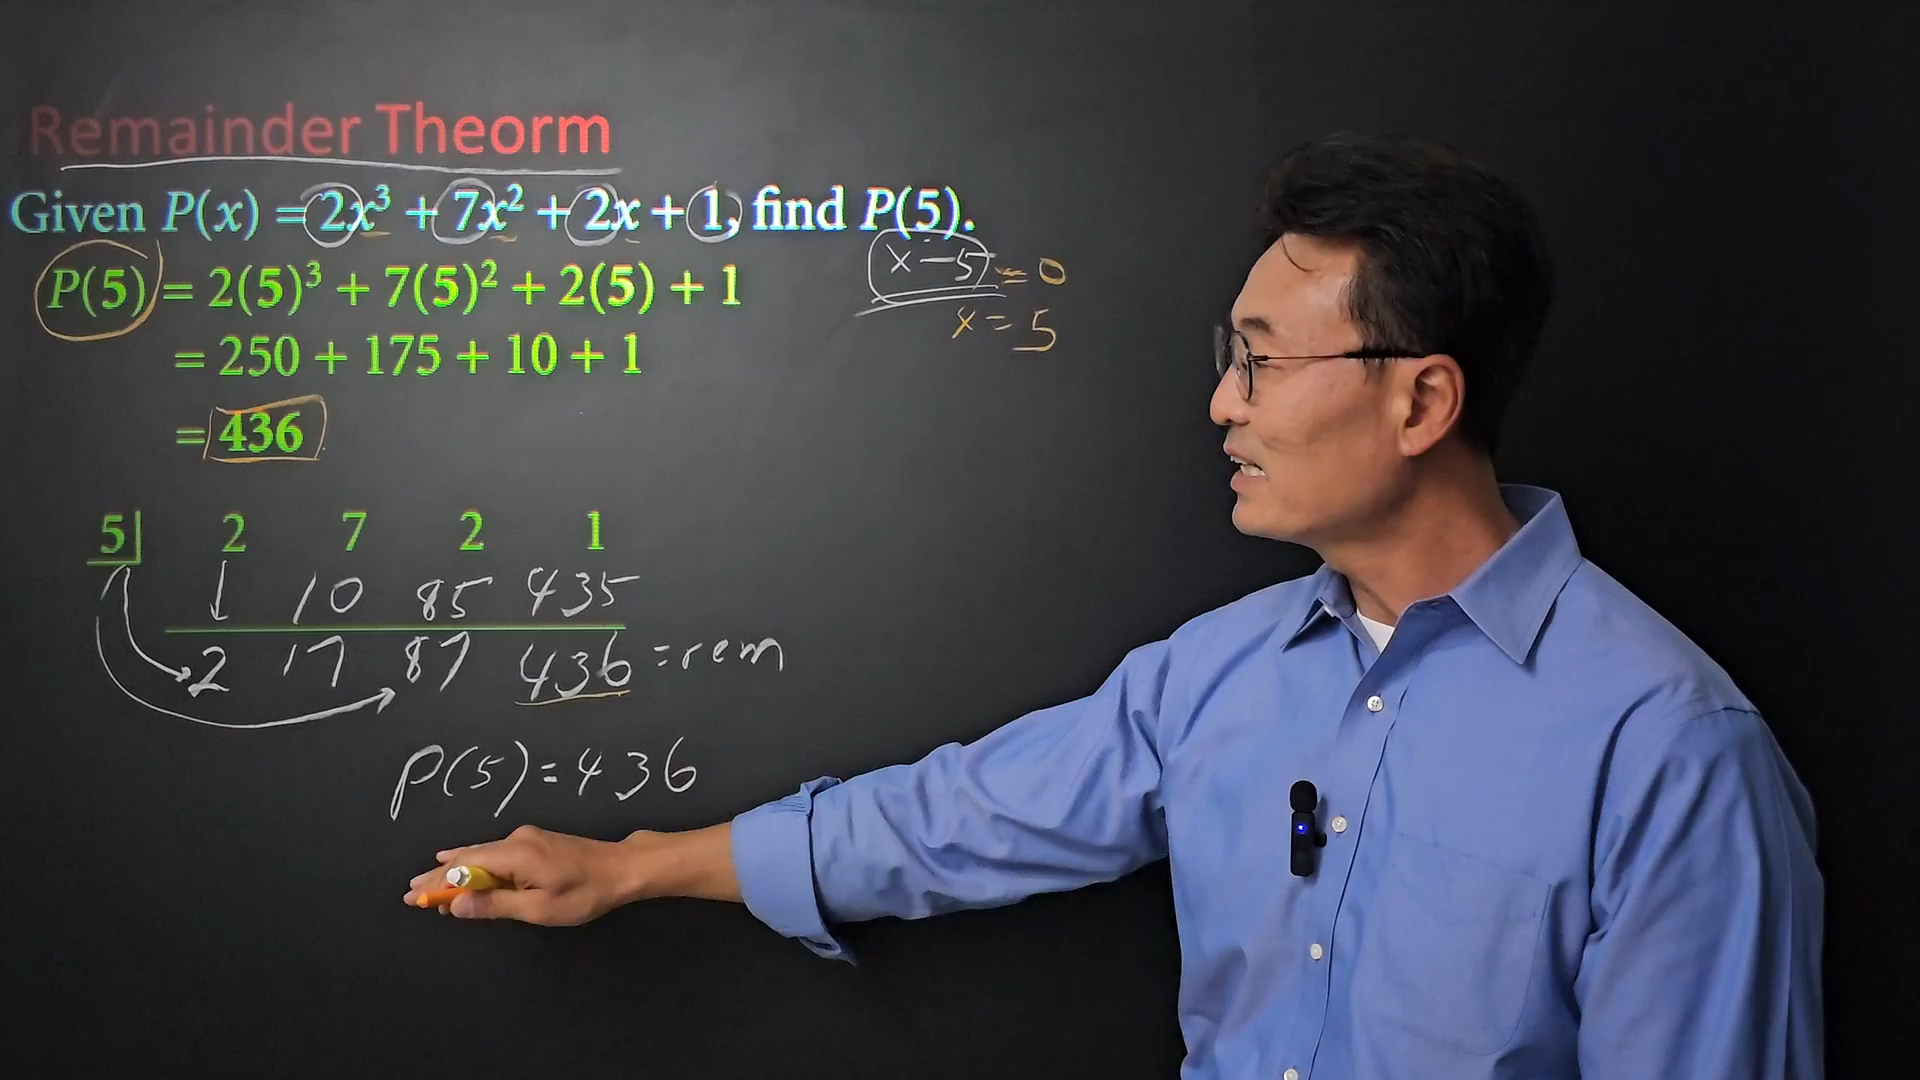 Remainder Theorm
Given P(x) = 2x³ + 7x² + 2x + 1, find P(5).
x - 5 = 0
P(5) = 2(5)³ + 7(5)² + 2(5) + 1
x = 5
= 250 + 175 + 10 + 1
= 436
5 2 7 2 1
10 85 435
2 17 87 436 = rem
P(5) = 436